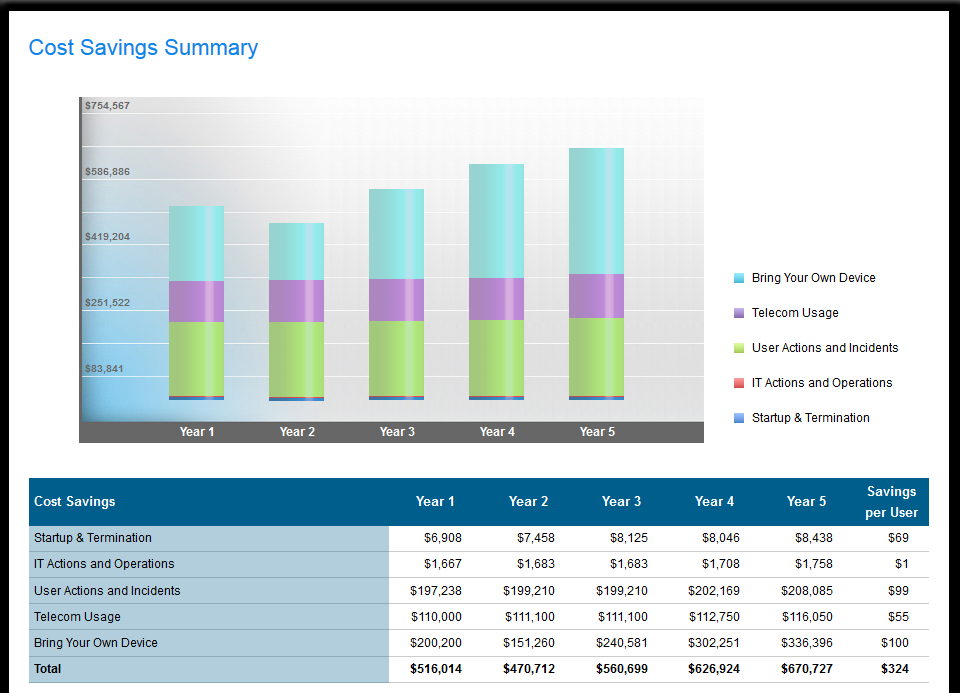 Cost Savings Summary
$754,567
$586,886
$419,204
$251,522
$83,841
Year 1 Year 2 Year 3 Year 4 Year 5
Bring Your Own Device
Telecom Usage
User Actions and Incidents
IT Actions and Operations
Startup & Termination
Cost Savings Year 1 Year 2 Year 3 Year 4 Year 5 Savings per User
Startup & Termination $6,908 $7,458 $8,125 $8,046 $8,438 $69
IT Actions and Operations $1,667 $1,683 $1,683 $1,708 $1,758 $1
User Actions and Incidents $197,238 $199,210 $199,210 $202,169 $208,085 $99
Telecom Usage $110,000 $111,100 $111,100 $112,750 $116,050 $55
Bring Your Own Device $200,200 $151,260 $240,581 $302,251 $336,396 $100
Total $516,014 $470,712 $560,699 $626,924 $670,727 $324